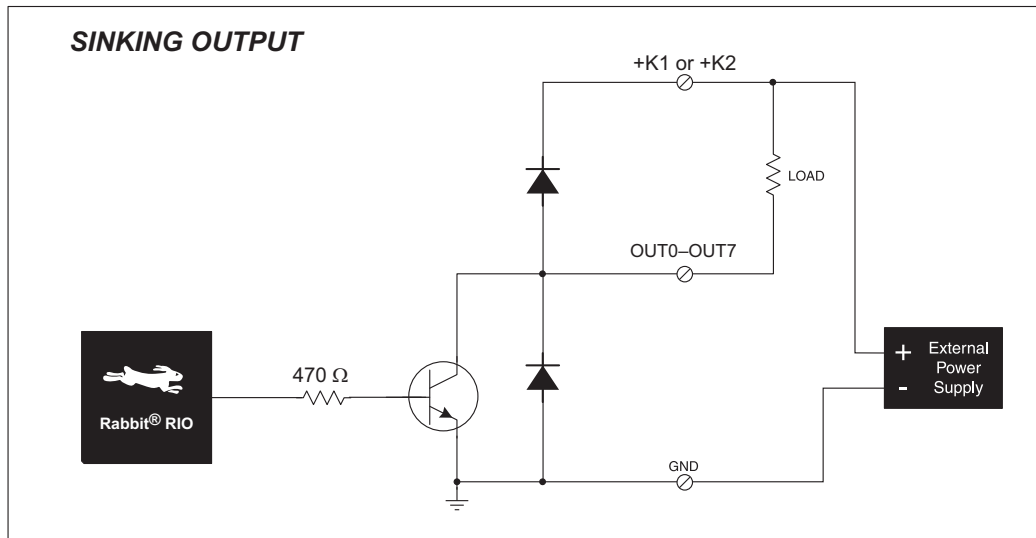 SINKING OUTPUT
+K1 or +K2
LOAD
OUT0–OUT7
470 Ω
Rabbit® RIO
+ External
Power
- Supply
GND